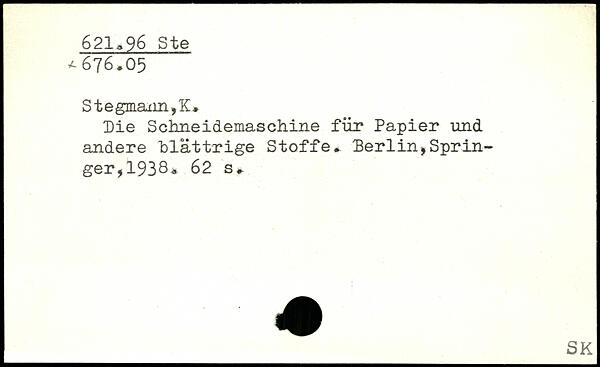 621.96 Ste
× 676.05
Stegmann,K.
Die Schneidemaschine für Papier und
andere blättrige Stoffe. Berlin,Sprin-
ger,1938. 62 s.
SK